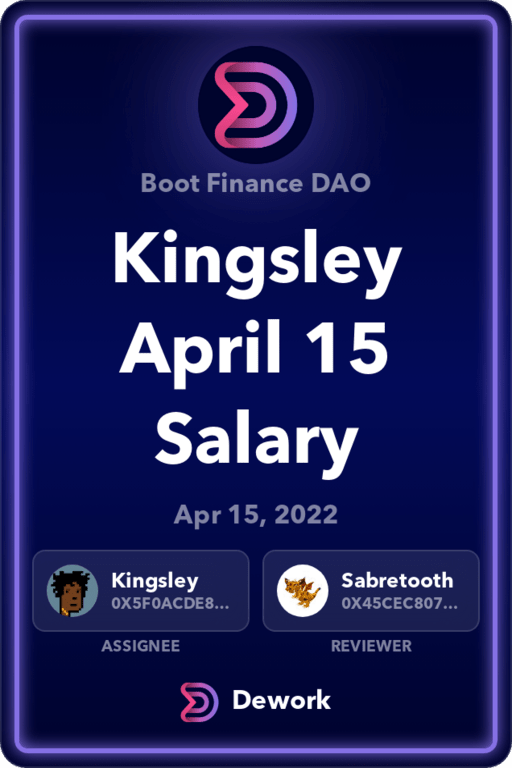 Boot Finance DAO
Kingsley
April 15
Salary
Apr 15, 2022
Kingsley
0X5F0ACDE8...
ASSIGNEE
Sabretooth
0X45CEC807...
REVIEWER
Dework